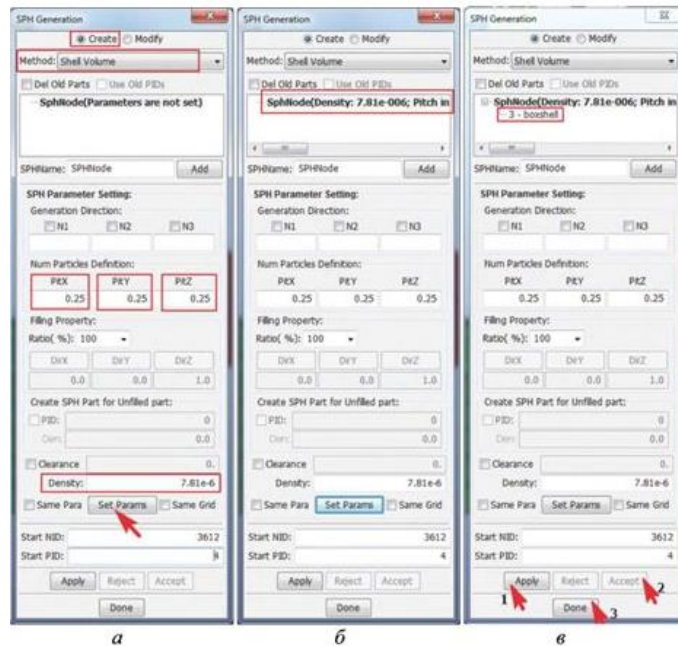 SPH Generation
Create Modify
Method: Shell Volume
Del Old Parts Use Old PIDs
SphNode(Parameters are not set)
SPHName: SPHNode Add
SPH Parameter Setting:
Generation Direction:
N1 N2 N3
Num Particles Definition:
PitX PitY PitZ
0.25 0.25 0.25
Filling Property:
Ratio( %): 100
DirX DirY DirZ
0.0 0.0 1.0
Create SPH Part for Unfilled part:
PID: 0
Den: 0.0
Clearance 0.
Density: 7.81e-6
Same Para Set Params Same Grid
Start NID: 3612
Start PID: 4
Apply Reject Accept
Done
а
SPH Generation
Create Modify
Method: Shell Volume
Del Old Parts Use Old PIDs
SphNode(Density: 7.81e-006; Pitch in
SPHName: SPHNode Add
SPH Parameter Setting:
Generation Direction:
N1 N2 N3
Num Particles Definition:
PitX PitY PitZ
0.25 0.25 0.25
Filling Property:
Ratio( %): 100
DirX DirY DirZ
0.0 0.0 1.0
Create SPH Part for Unfilled part:
PID: 0
Den: 0.0
Clearance 0.
Density: 7.81e-6
Same Para Set Params Same Grid
Start NID: 3612
Start PID: 4
Apply Reject Accept
Done
б
SPH Generation
Create Modify
Method: Shell Volume
Del Old Parts Use Old PIDs
SphNode(Density: 7.81e-006; Pitch in
3 - boxshell
SPHName: SPHNode Add
SPH Parameter Setting:
Generation Direction:
N1 N2 N3
Num Particles Definition:
PitX PitY PitZ
0.25 0.25 0.25
Filling Property:
Ratio( %): 100
DirX DirY DirZ
0.0 0.0 1.0
Create SPH Part for Unfilled part:
PID: 0
Den: 0.0
Clearance 0.
Density: 7.81e-6
Same Para Set Params Same Grid
Start NID: 3612
Start PID: 4
Apply Reject Accept
1 2
Done
3
в